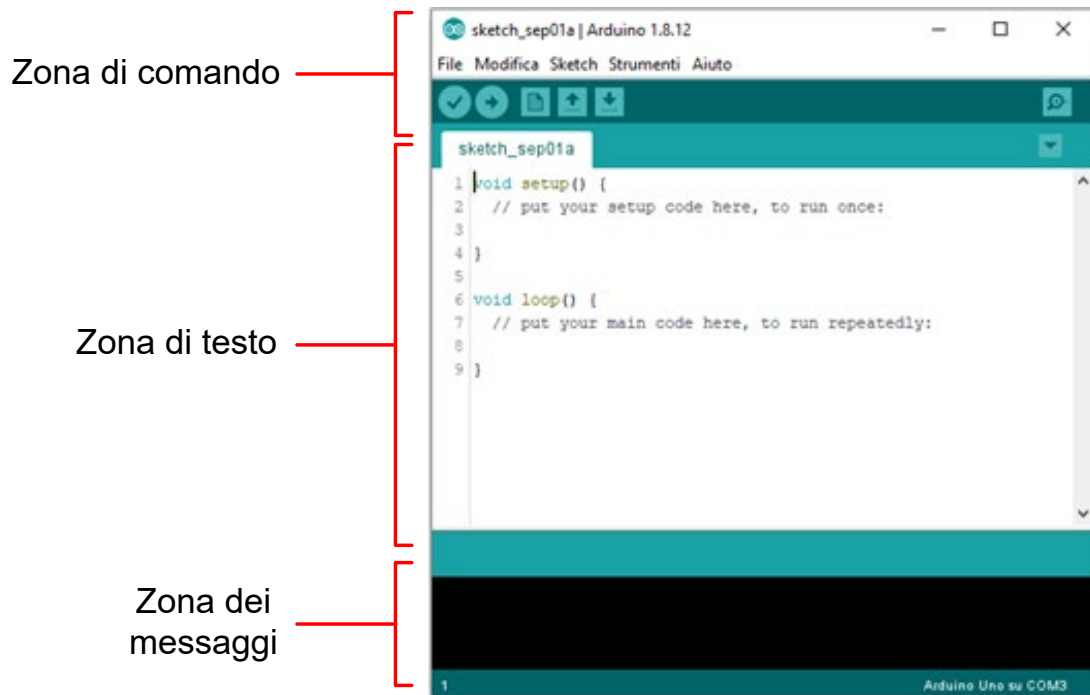 Zona di comando
sketch_sep01a | Arduino 1.8.12
File Modifica Sketch Strumenti Aiuto
sketch_sep01a
Zona di testo
1 void setup() {
2 // put your setup code here, to run once:
3
4 }
5
6 void loop() {
7 // put your main code here, to run repeatedly:
8
9 }
Zona dei
messaggi
1
Arduino Uno su COM3